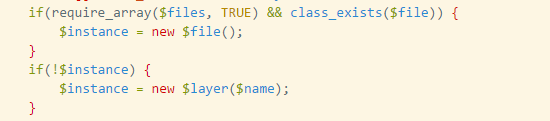 if(require_array($files, TRUE) && class_exists($file)) {
$instance = new $file();
}
if(!$instance) {
$instance = new $layer($name);
}